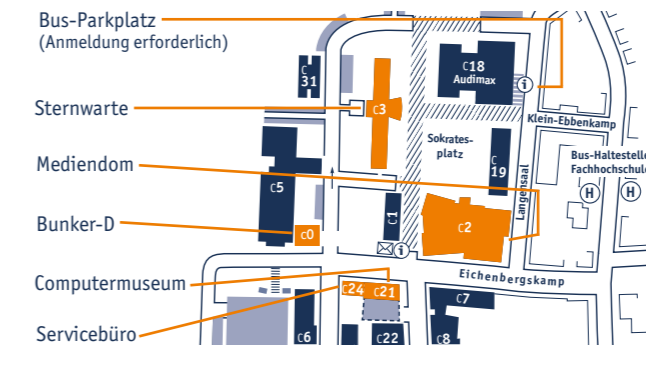 Bus-Parkplatz
(Anmeldung erforderlich)
Sternwarte
Mediendom
Bunker-D
Computermuseum
Servicebüro
C
31
C3
C18
Audimax
i
Klein-Ebbenkamp
Sokrates-
platz
C
19
Langensaal
Bus-Haltestelle
Fachhochschule
H
H
C5
C1
C2
c0
i
Eichenbergskamp
C24
C21
C7
C6
C22
C8